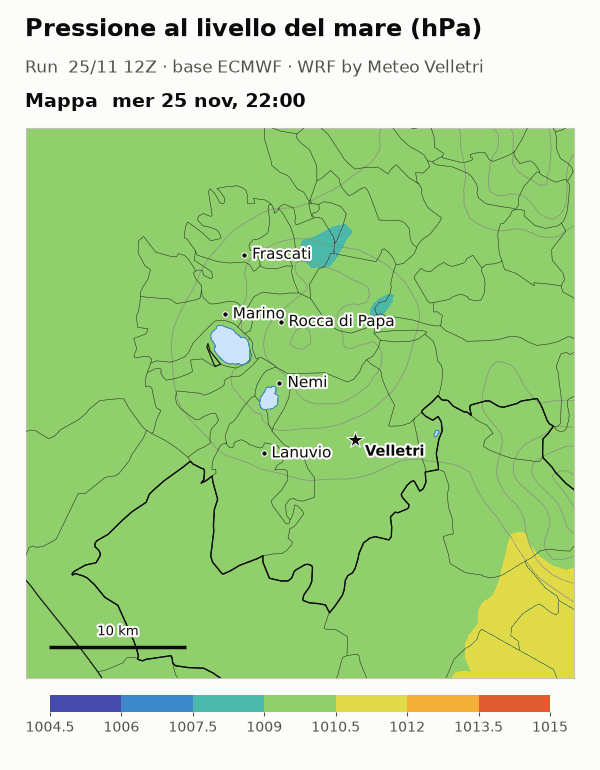 Pressione al livello del mare (hPa)
Run  25/11 12Z · base ECMWF · WRF by Meteo Velletri
Mappa  mer 25 nov, 22:00
Frascati
Marino
Rocca di Papa
Nemi
Velletri
Lanuvio
10 km
1004.5 1006 1007.5 1009 1010.5 1012 1013.5 1015